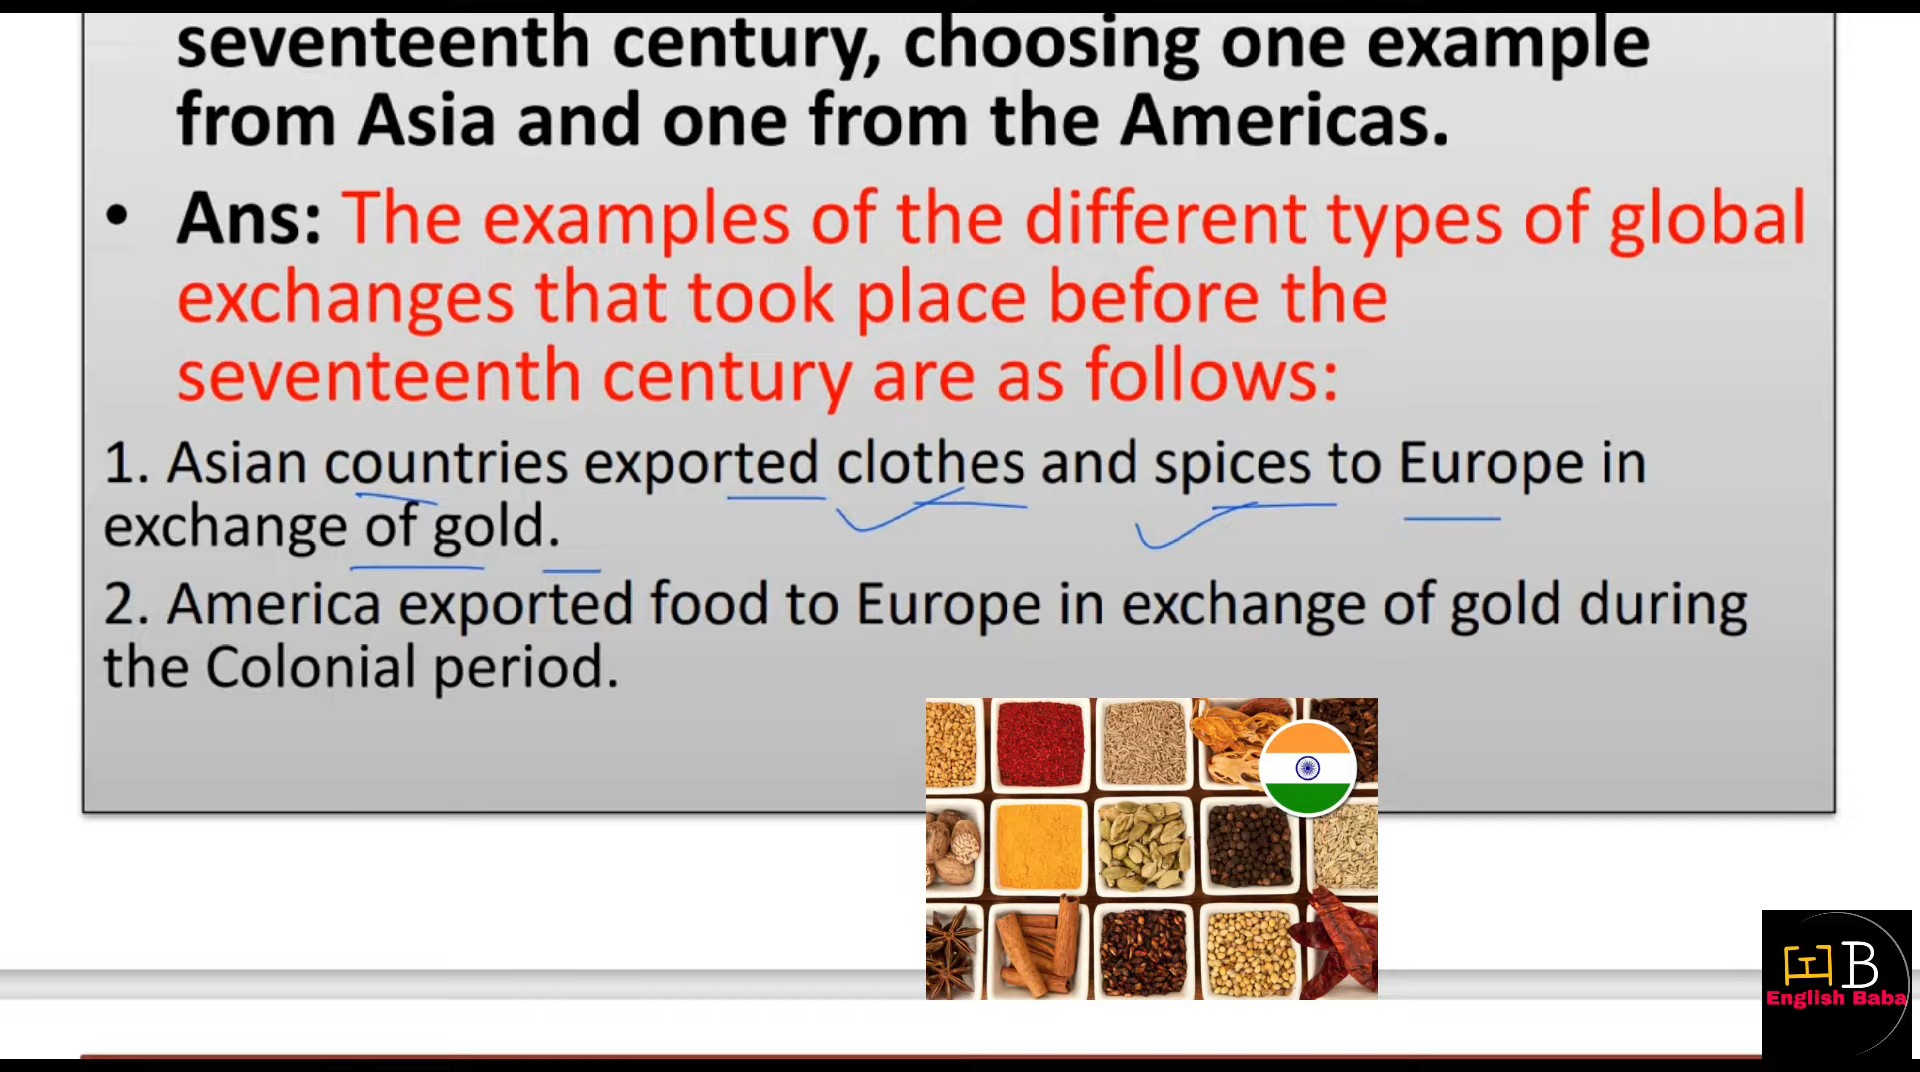 seventeenth century, choosing one example
from Asia and one from the Americas.
• Ans: The examples of the different types of global
exchanges that took place before the
seventeenth century are as follows:
1. Asian countries exported clothes and spices to Europe in
exchange of gold.
2. America exported food to Europe in exchange of gold during
the Colonial period.
B
English Baba